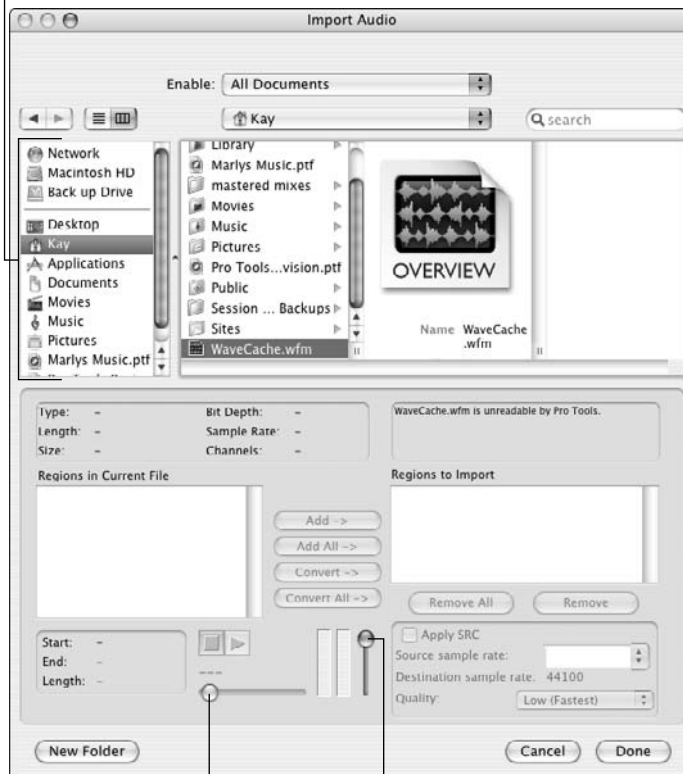 Import Audio
Enable: All Documents
Kay
search
Network
Macintosh HD
Back up Drive
Desktop
Kay
Applications
Documents
Movies
Music
Pictures
Marlys Music.ptf
Library
Marlys Music.ptf
mastered mixes
Movies
Music
Pictures
Pro Tools...vision.ptf
Public
Session ... Backups
Sites
WaveCache.wfm
OVERVIEW
Name WaveCache
.wfm
Type: –
Bit Depth: –
Length: –
Sample Rate: –
Size: –
Channels: –
WaveCache.wfm is unreadable by Pro Tools.
Regions in Current File
Regions to Import
Add ->
Add All ->
Convert ->
Convert All ->
Remove All
Remove
Start: –
End: –
Length: –
---
Apply SRC
Source sample rate:
Destination sample rate: 44100
Quality: Low (Fastest)
New Folder
Cancel
Done